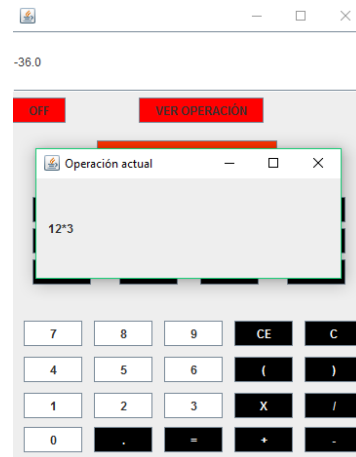 -36.0
OFF VER OPERACIÓN
Operación actual
12*3
7 8 9 CE C
4 5 6 ( )
1 2 3 X /
0 . = + -